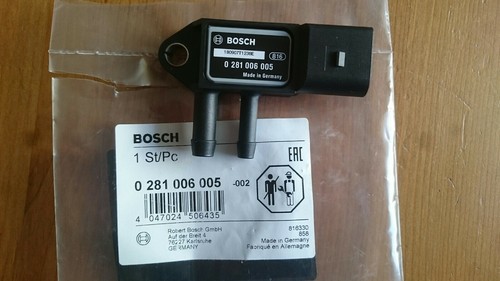 BOSCH
B16
0 281 006 005
Made in Germany
BOSCH
1 St/Pc
EAC
0 281 006 005 -002
4 047024 506435
Robert Bosch GmbH
Auf der Breit 4
76227 Karlsruhe
GERMANY
816330
858
Made in Germany
Fabriqué en Allemagne